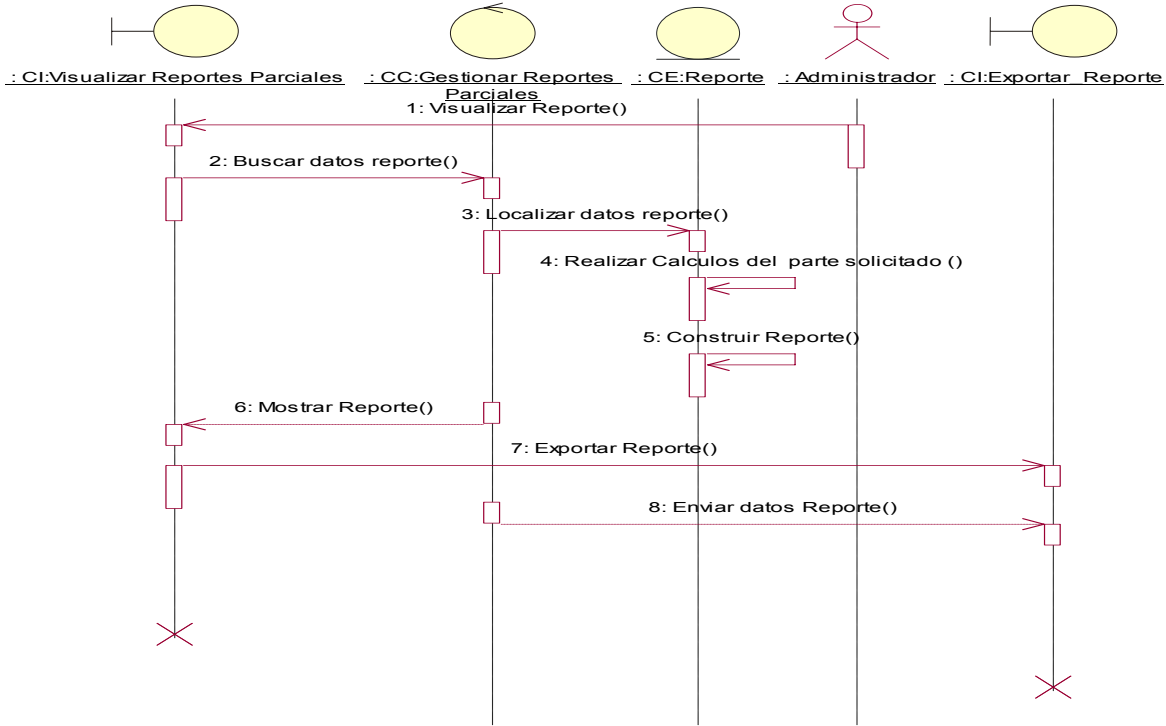 : CI:Visualizar Reportes Parciales
: CC:Gestionar Reportes
Parciales
: CE:Reporte
: Administrador
: CI:Exportar_Reporte
1: Visualizar Reporte()
2: Buscar datos reporte()
3: Localizar datos reporte()
4: Realizar Calculos del parte solicitado ()
5: Construir Reporte()
6: Mostrar Reporte()
7: Exportar Reporte()
8: Enviar datos Reporte()